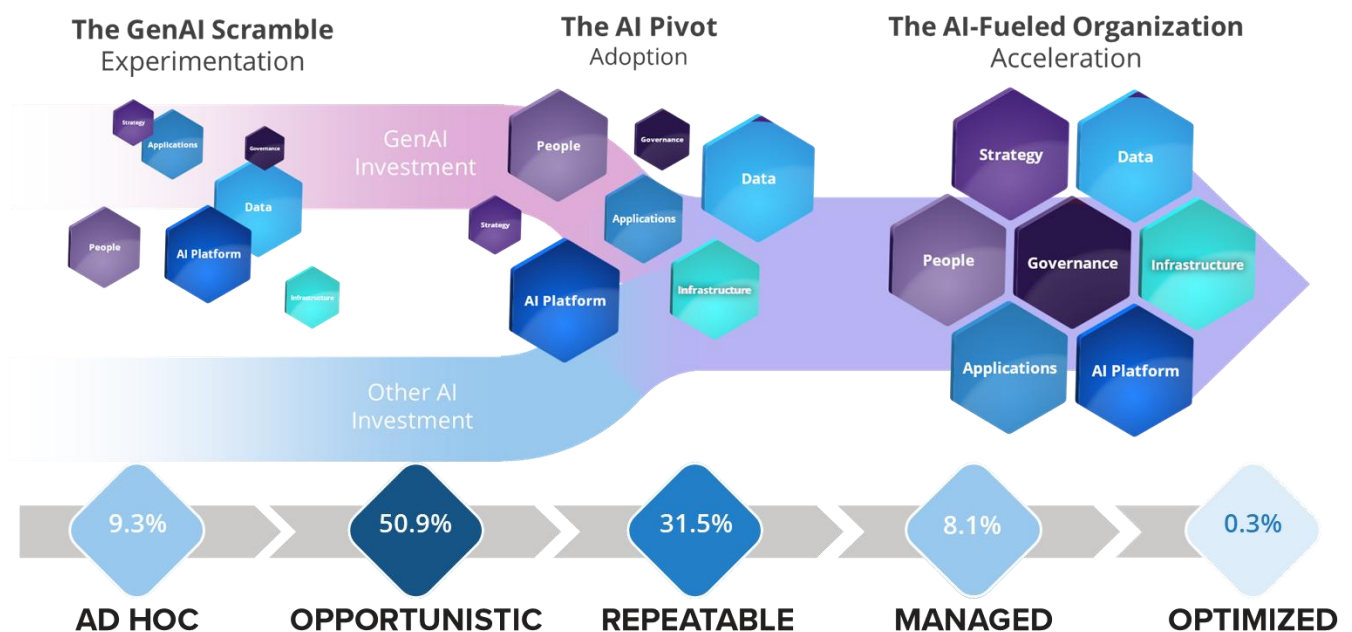 The GenAI Scramble
Experimentation
The AI Pivot
Adoption
The AI-Fueled Organization
Acceleration
GenAI
Investment
Strategy
Applications
Governance
Data
People
AI Platform
Infrastructure
People
Governance
Data
Applications
Strategy
AI Platform
Infrastructure
Strategy
Data
People
Governance
Infrastructure
Applications
AI Platform
Other AI
Investment
9.3%
50.9%
31.5%
8.1%
0.3%
AD HOC
OPPORTUNISTIC
REPEATABLE
MANAGED
OPTIMIZED